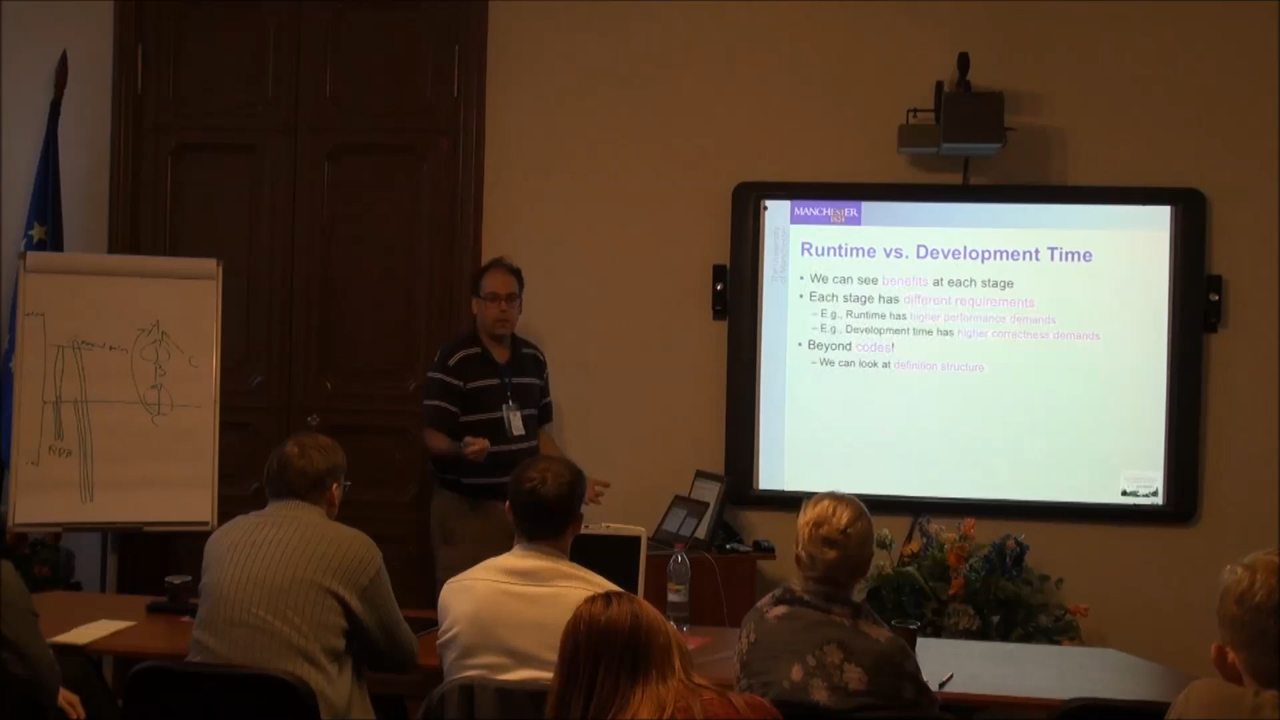 MANCHESTER
1824
Runtime vs. Development Time
• We can see benefits at each stage
• Each stage has different requirements
– E.g., Runtime has higher performance demands
– E.g., Development time has higher correctness demands
• Beyond codes!
– We can look at definition structure